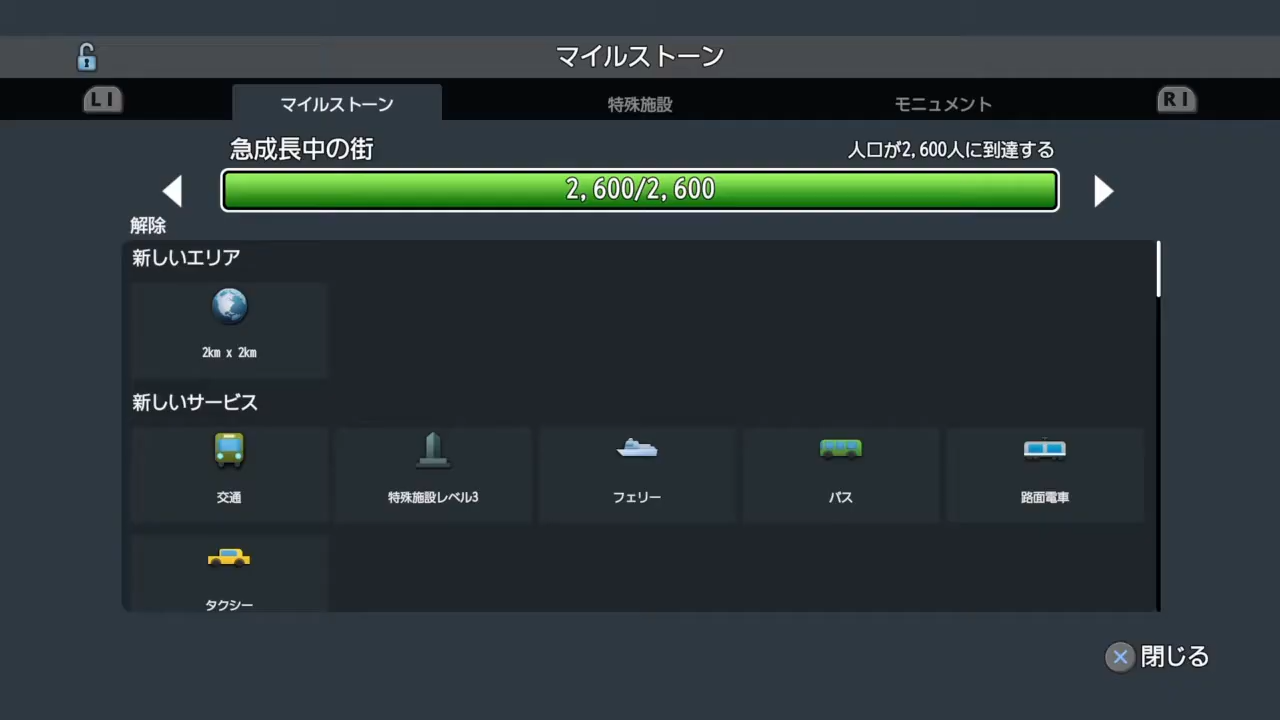 マイルストーン
L1 マイルストーン 特殊施設 モニュメント R1
急成長中の街 人口が2,600人に到達する
2,600/2,600
解除
新しいエリア
2km x 2km
新しいサービス
交通 特殊施設レベル3 フェリー バス 路面電車
タクシー
閉じる